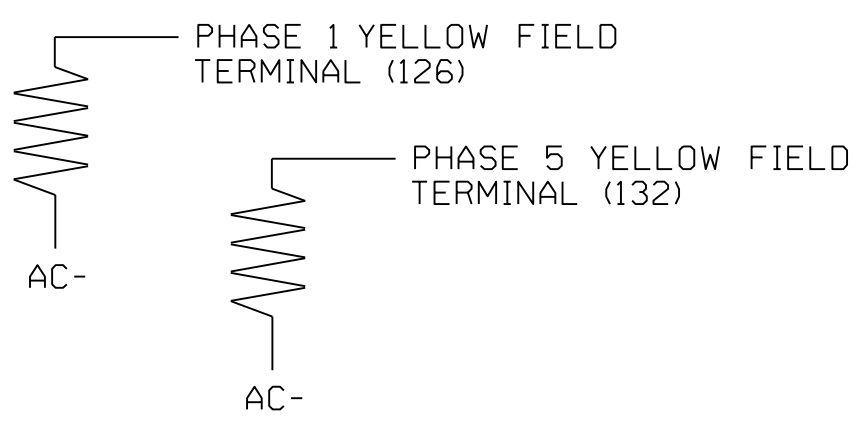 PHASE 1 YELLOW FIELD
TERMINAL (126)
AC-
PHASE 5 YELLOW FIELD
TERMINAL (132)
AC-